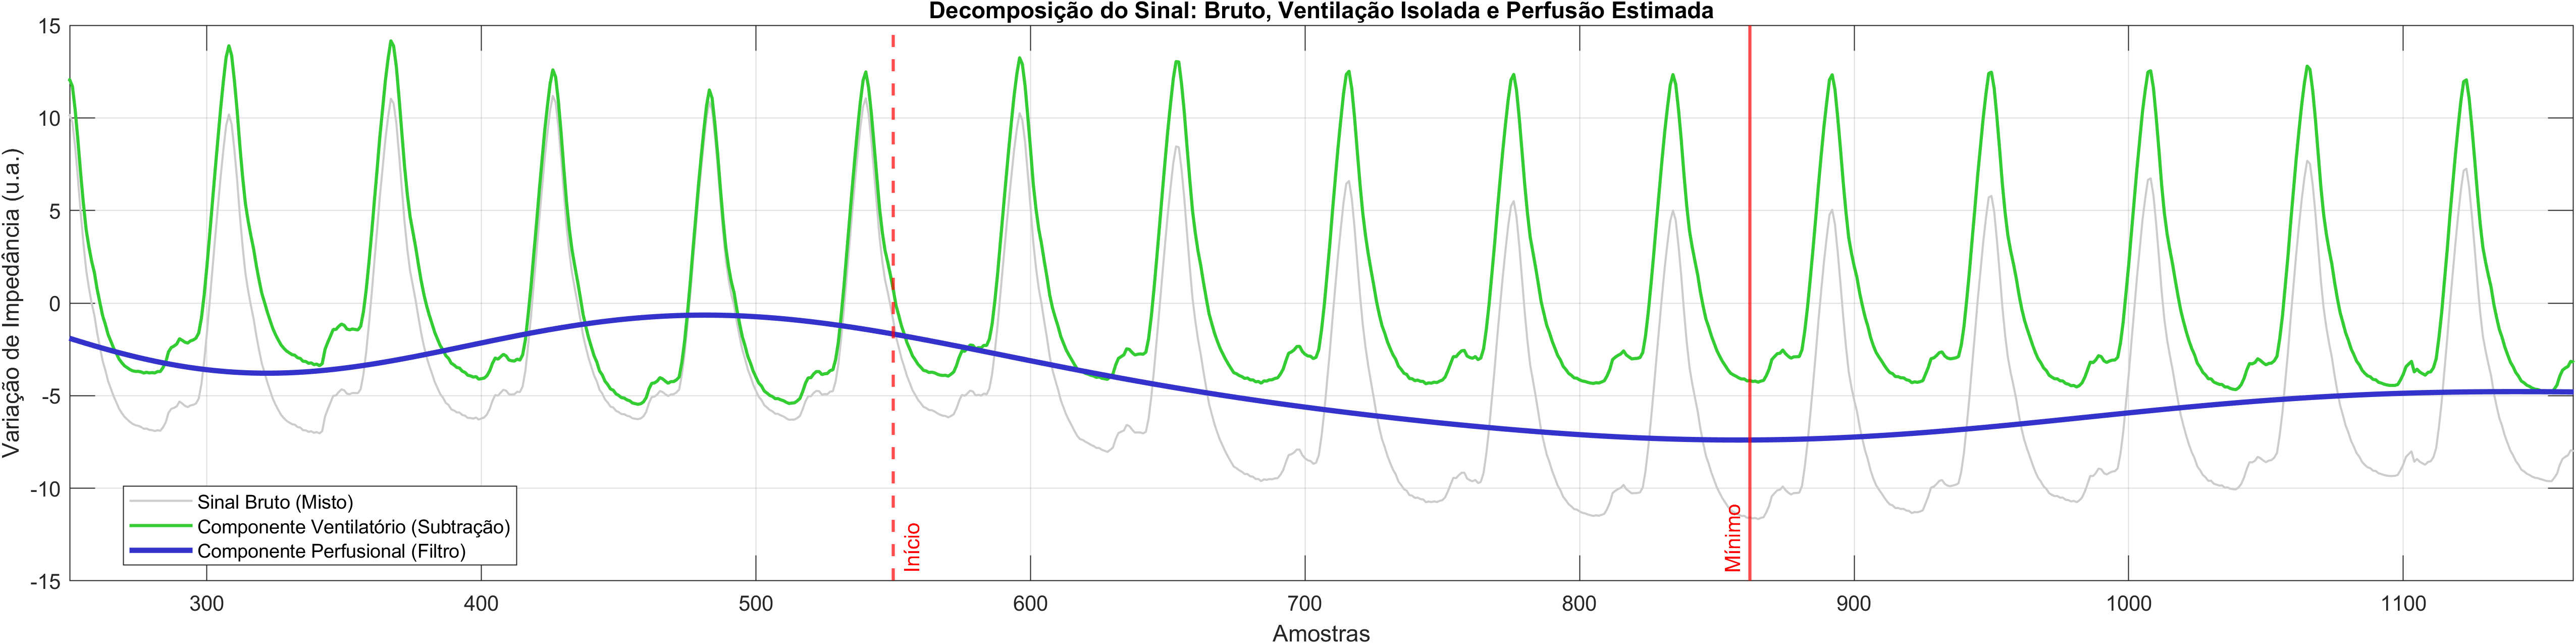 Decomposição do Sinal: Bruto, Ventilação Isolada e Perfusão Estimada
Variação de Impedância (u.a.)
15
10
5
0
-5
-10
-15
Sinal Bruto (Misto)
Componente Ventilatório (Subtração)
Componente Perfusional (Filtro)
Início
Mínimo
300
400
500
600
700
800
900
1000
1100
Amostras